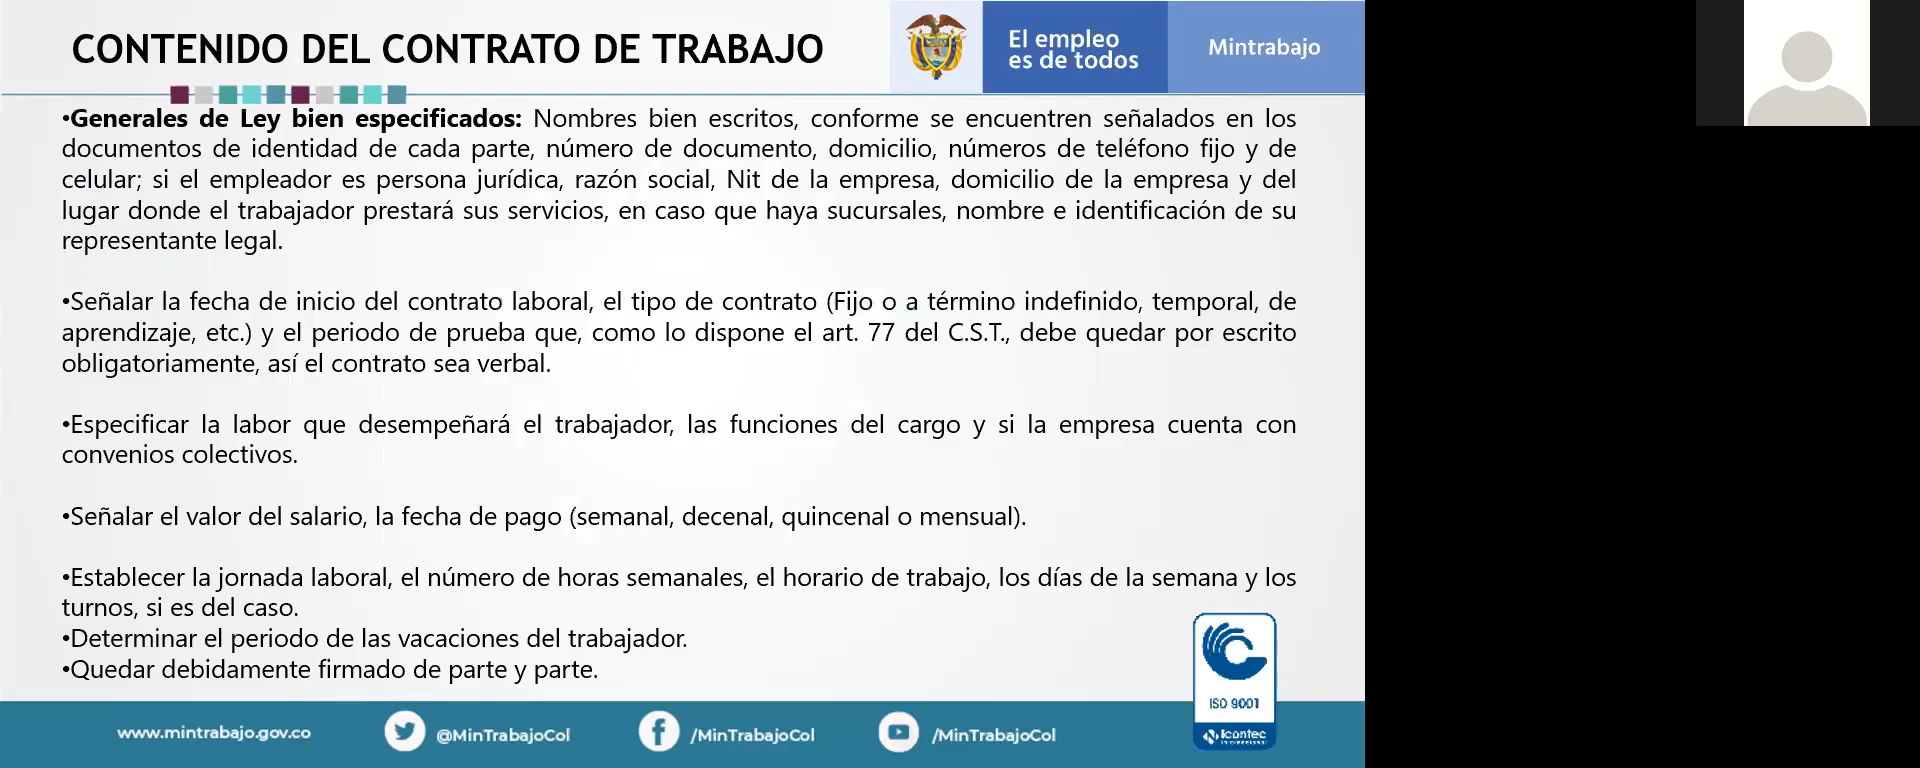 CONTENIDO DEL CONTRATO DE TRABAJO
El empleo
es de todos
Mintrabajo
•Generales de Ley bien especificados: Nombres bien escritos, conforme se encuentren señalados en los
documentos de identidad de cada parte, número de documento, domicilio, números de teléfono fijo y de
celular; si el empleador es persona jurídica, razón social, Nit de la empresa, domicilio de la empresa y del
lugar donde el trabajador prestará sus servicios, en caso que haya sucursales, nombre e identificación de su
representante legal.
•Señalar la fecha de inicio del contrato laboral, el tipo de contrato (Fijo o a término indefinido, temporal, de
aprendizaje, etc.) y el periodo de prueba que, como lo dispone el art. 77 del C.S.T., debe quedar por escrito
obligatoriamente, así el contrato sea verbal.
•Especificar la labor que desempeñará el trabajador, las funciones del cargo y si la empresa cuenta con
convenios colectivos.
•Señalar el valor del salario, la fecha de pago (semanal, decenal, quincenal o mensual).
•Establecer la jornada laboral, el número de horas semanales, el horario de trabajo, los días de la semana y los
turnos, si es del caso.
•Determinar el periodo de las vacaciones del trabajador.
•Quedar debidamente firmado de parte y parte.
ISO 9001
icontec
www.mintrabajo.gov.co
@MinTrabajoCol
/MinTrabajoCol
/MinTrabajoCol